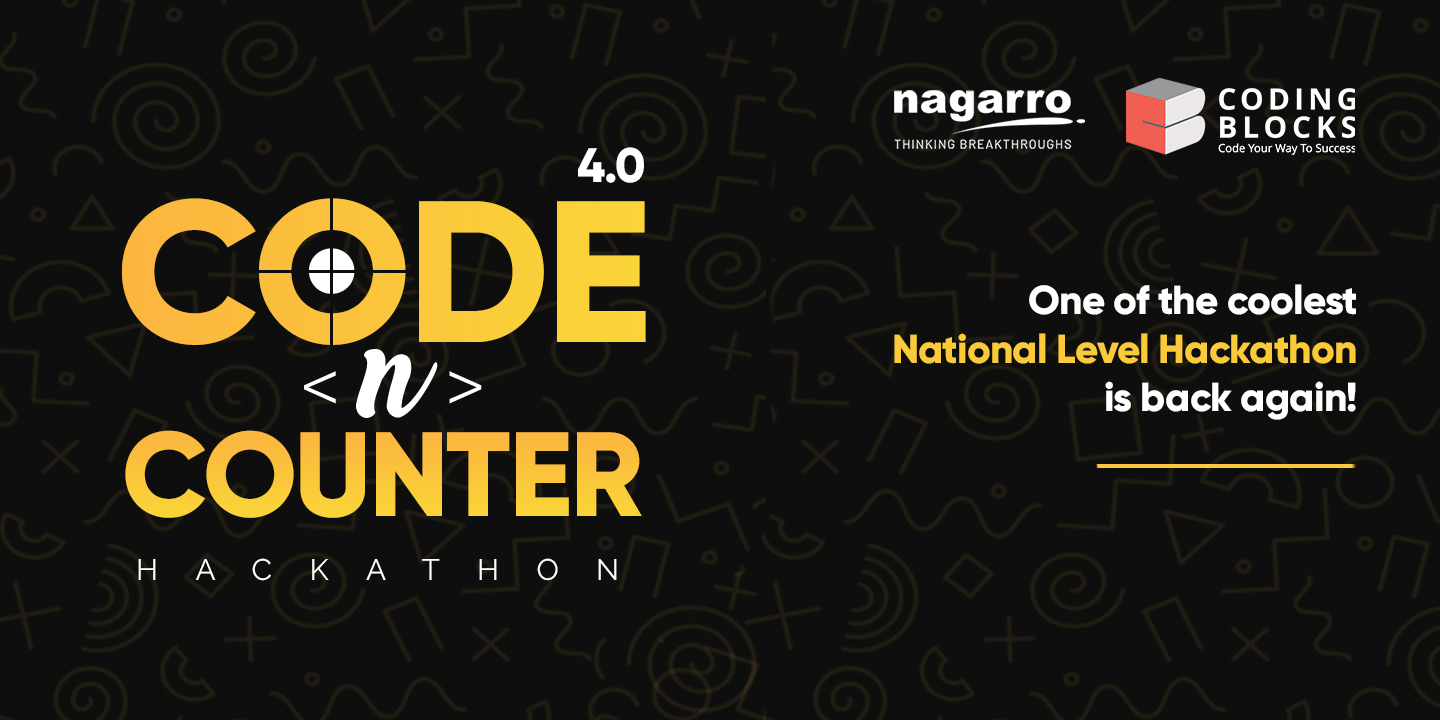 4.0
CODE
<n>
COUNTER
HACKATHON
nagarro
THINKING BREAKTHROUGHS
CODING
BLOCKS
Code Your Way To Success
One of the coolest
National Level Hackathon
is back again!